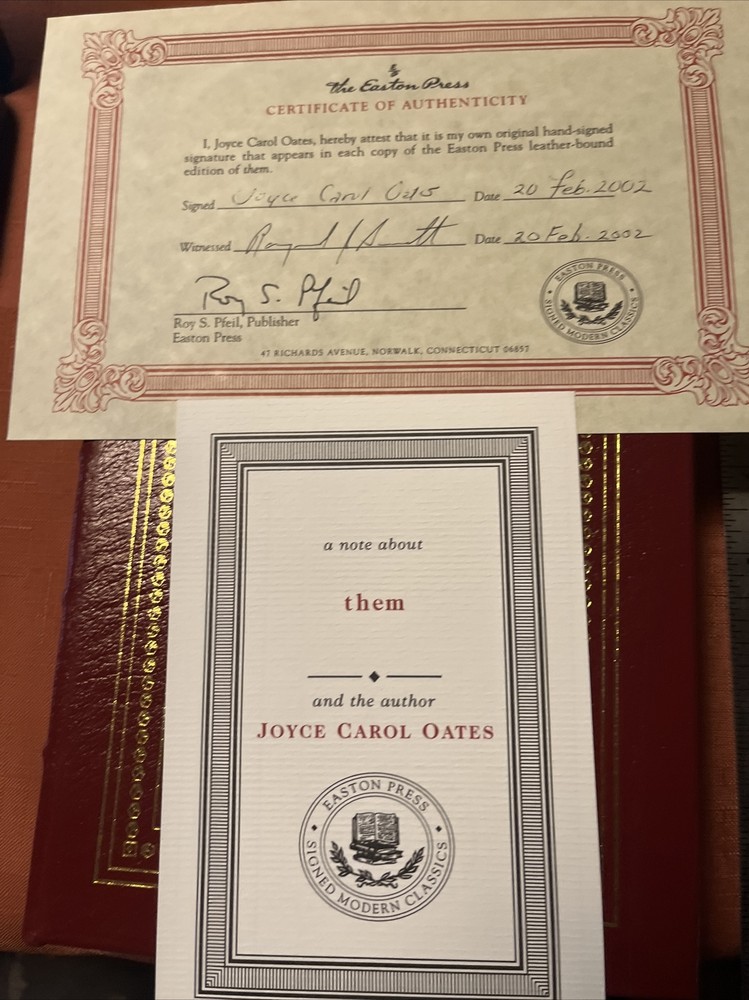 The Easton Press
CERTIFICATE OF AUTHENTICITY
I, Joyce Carol Oates, hereby attest that it is my own original hand-signed
signature that appears in each copy of the Easton Press leather-bound
edition of them.
Signed Joyce Carol Oates Date 20 Feb. 2002
Witnessed Raymond J Smith Date 20 Feb. 2002
Roy S. Pfeil
Roy S. Pfeil, Publisher
Easton Press
EASTON PRESS
SIGNED MODERN CLASSICS
47 RICHARDS AVENUE, NORWALK, CONNECTICUT 06857
a note about
them
and the author
JOYCE CAROL OATES
EASTON PRESS
SIGNED MODERN CLASSICS